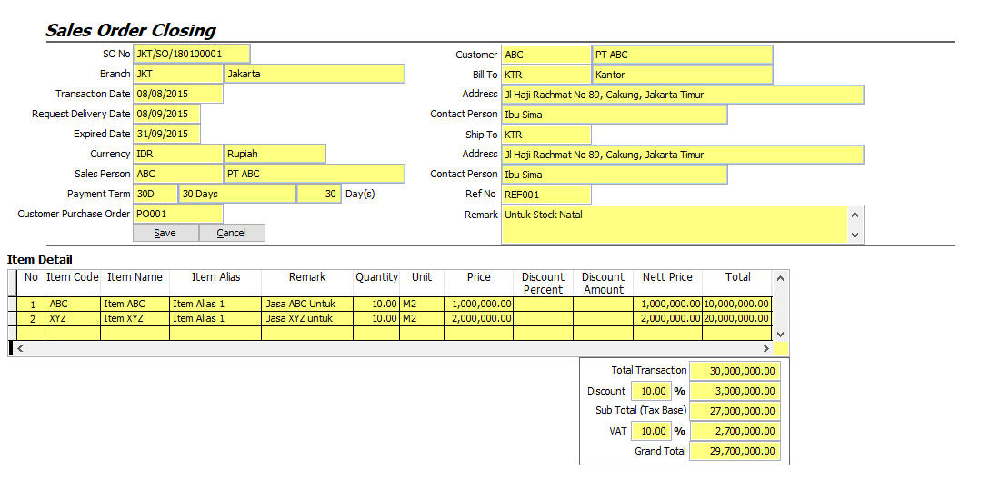 Sales Order Closing
SO No JKT/SO/180100001
Branch JKT Jakarta
Transaction Date 08/08/2015
Request Delivery Date 08/09/2015
Expired Date 31/09/2015
Currency IDR Rupiah
Sales Person ABC PT ABC
Payment Term 30D 30 Days 30 Day(s)
Customer Purchase Order PO001
Save Cancel
Customer ABC PT ABC
Bill To KTR Kantor
Address Jl Haji Rachmat No 89, Cakung, Jakarta Timur
Contact Person Ibu Sima
Ship To KTR
Address Jl Haji Rachmat No 89, Cakung, Jakarta Timur
Contact Person Ibu Sima
Ref No REF001
Remark Untuk Stock Natal
Item Detail
No Item Code Item Name Item Alias Remark Quantity Unit Price Discount Percent Discount Amount Nett Price Total
1 ABC Item ABC Item Alias 1 Jasa ABC Untuk 10.00 M2 1,000,000.00 1,000,000.00 10,000,000.00
2 XYZ Item XYZ Item Alias 1 Jasa XYZ untuk 10.00 M2 2,000,000.00 2,000,000.00 20,000,000.00
Total Transaction 30,000,000.00
Discount 10.00 % 3,000,000.00
Sub Total (Tax Base) 27,000,000.00
VAT 10.00 % 2,700,000.00
Grand Total 29,700,000.00